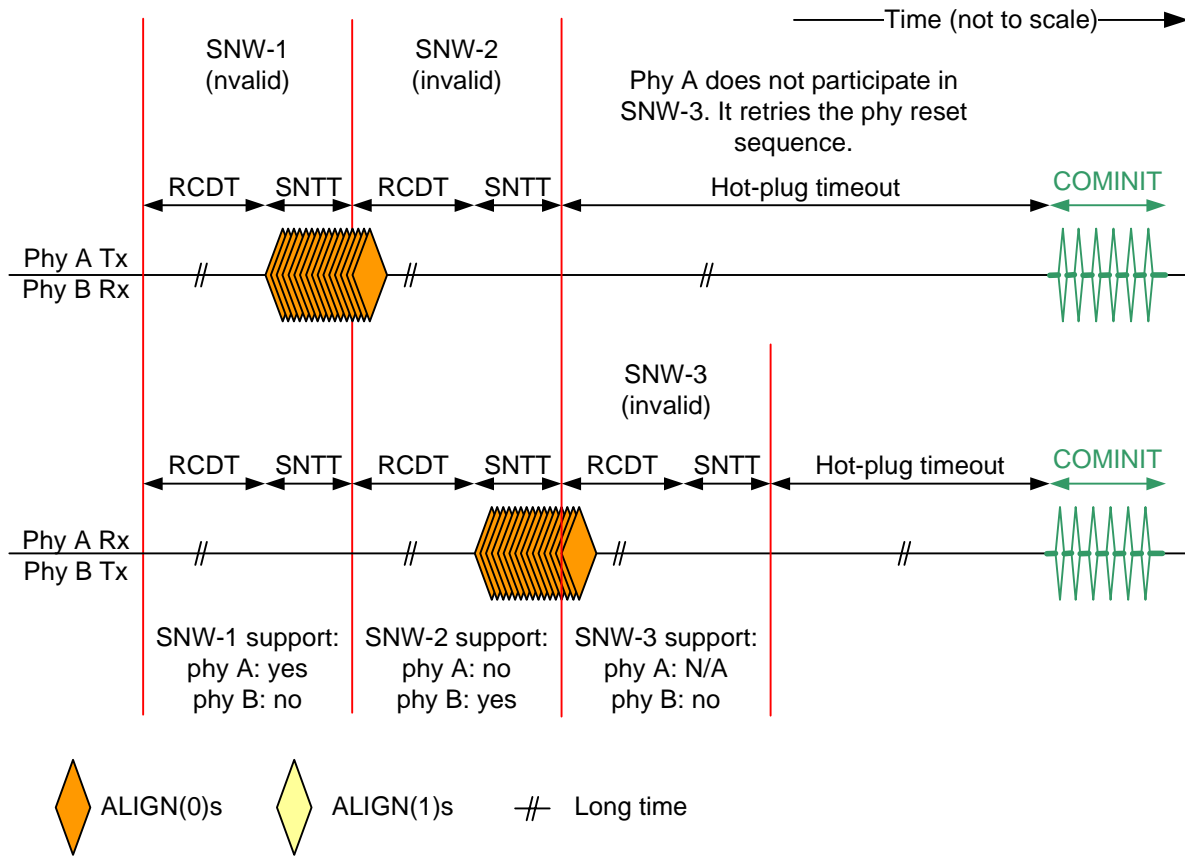 Time (not to scale)
SNW-1
(nvalid)
SNW-2
(invalid)
Phy A does not participate in
SNW-3. It retries the phy reset
sequence.
RCDT
SNTT
RCDT
SNTT
Hot-plug timeout
COMINIT
Phy A Tx
Phy B Rx
SNW-3
(invalid)
RCDT
SNTT
RCDT
SNTT
RCDT
SNTT
Hot-plug timeout
COMINIT
Phy A Rx
Phy B Tx
SNW-1 support:
phy A: yes
phy B: no
SNW-2 support:
phy A: no
phy B: yes
SNW-3 support:
phy A: N/A
phy B: no
ALIGN(0)s
ALIGN(1)s
Long time